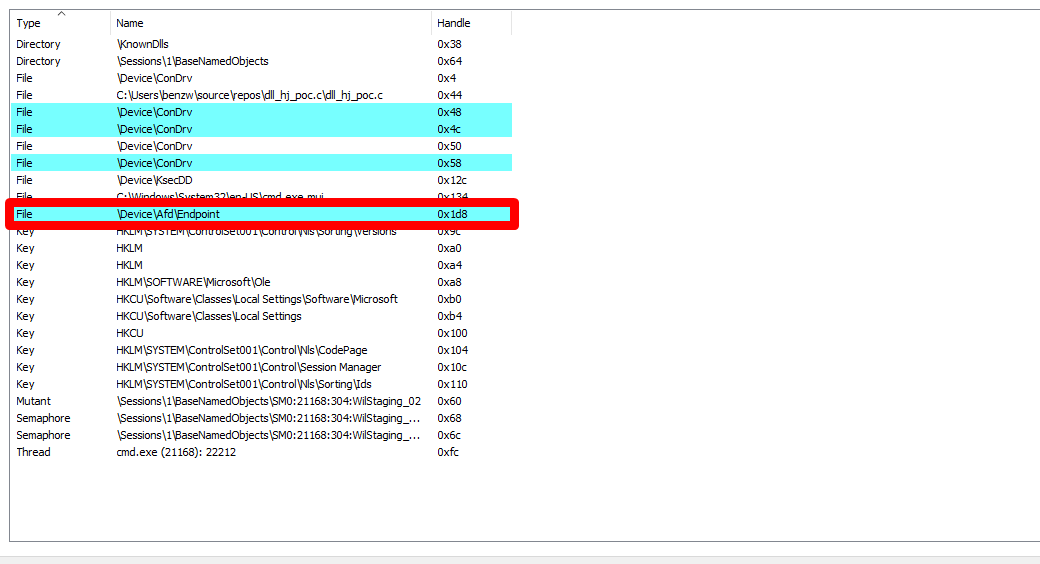 Type Name Handle
Directory \KnownDlls 0x38
Directory \Sessions\1\BaseNamedObjects 0x64
File \Device\ConDrv 0x4
File C:\Users\benzw\source\repos\dll_hj_poc.c\dll_hj_poc.c 0x44
File \Device\ConDrv 0x48
File \Device\ConDrv 0x4c
File \Device\ConDrv 0x50
File \Device\ConDrv 0x58
File \Device\KsecDD 0x12c
File C:\Windows\System32\en-US\cmd.exe.mui 0x134
File \Device\Afd\Endpoint 0x1d8
Key HKLM\SYSTEM\ControlSet001\Control\Nls\Sorting\Versions 0x9c
Key HKLM 0xa0
Key HKLM 0xa4
Key HKLM\SOFTWARE\Microsoft\Ole 0xa8
Key HKCU\Software\Classes\Local Settings\Software\Microsoft 0xb0
Key HKCU\Software\Classes\Local Settings 0xb4
Key HKCU 0x100
Key HKLM\SYSTEM\ControlSet001\Control\Nls\CodePage 0x104
Key HKLM\SYSTEM\ControlSet001\Control\Session Manager 0x10c
Key HKLM\SYSTEM\ControlSet001\Control\Nls\Sorting\Ids 0x110
Mutant \Sessions\1\BaseNamedObjects\SM0:21168:304:WilStaging_02 0x60
Semaphore \Sessions\1\BaseNamedObjects\SM0:21168:304:WilStaging_... 0x68
Semaphore \Sessions\1\BaseNamedObjects\SM0:21168:304:WilStaging_... 0x6c
Thread cmd.exe (21168): 22212 0xfc